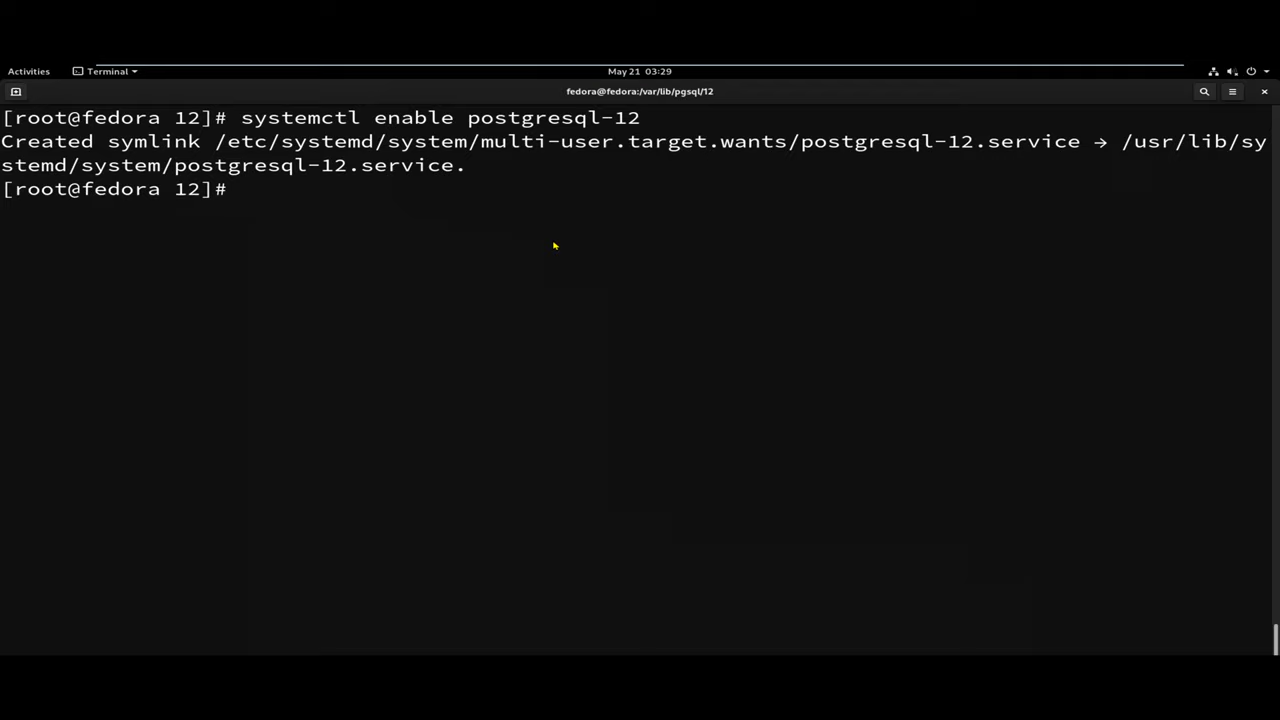 Activities Terminal May 21 03:29
fedora@fedora:/var/lib/pgsql/12
[root@fedora 12]# systemctl enable postgresql-12
Created symlink /etc/systemd/system/multi-user.target.wants/postgresql-12.service → /usr/lib/sy
stemd/system/postgresql-12.service.
[root@fedora 12]#